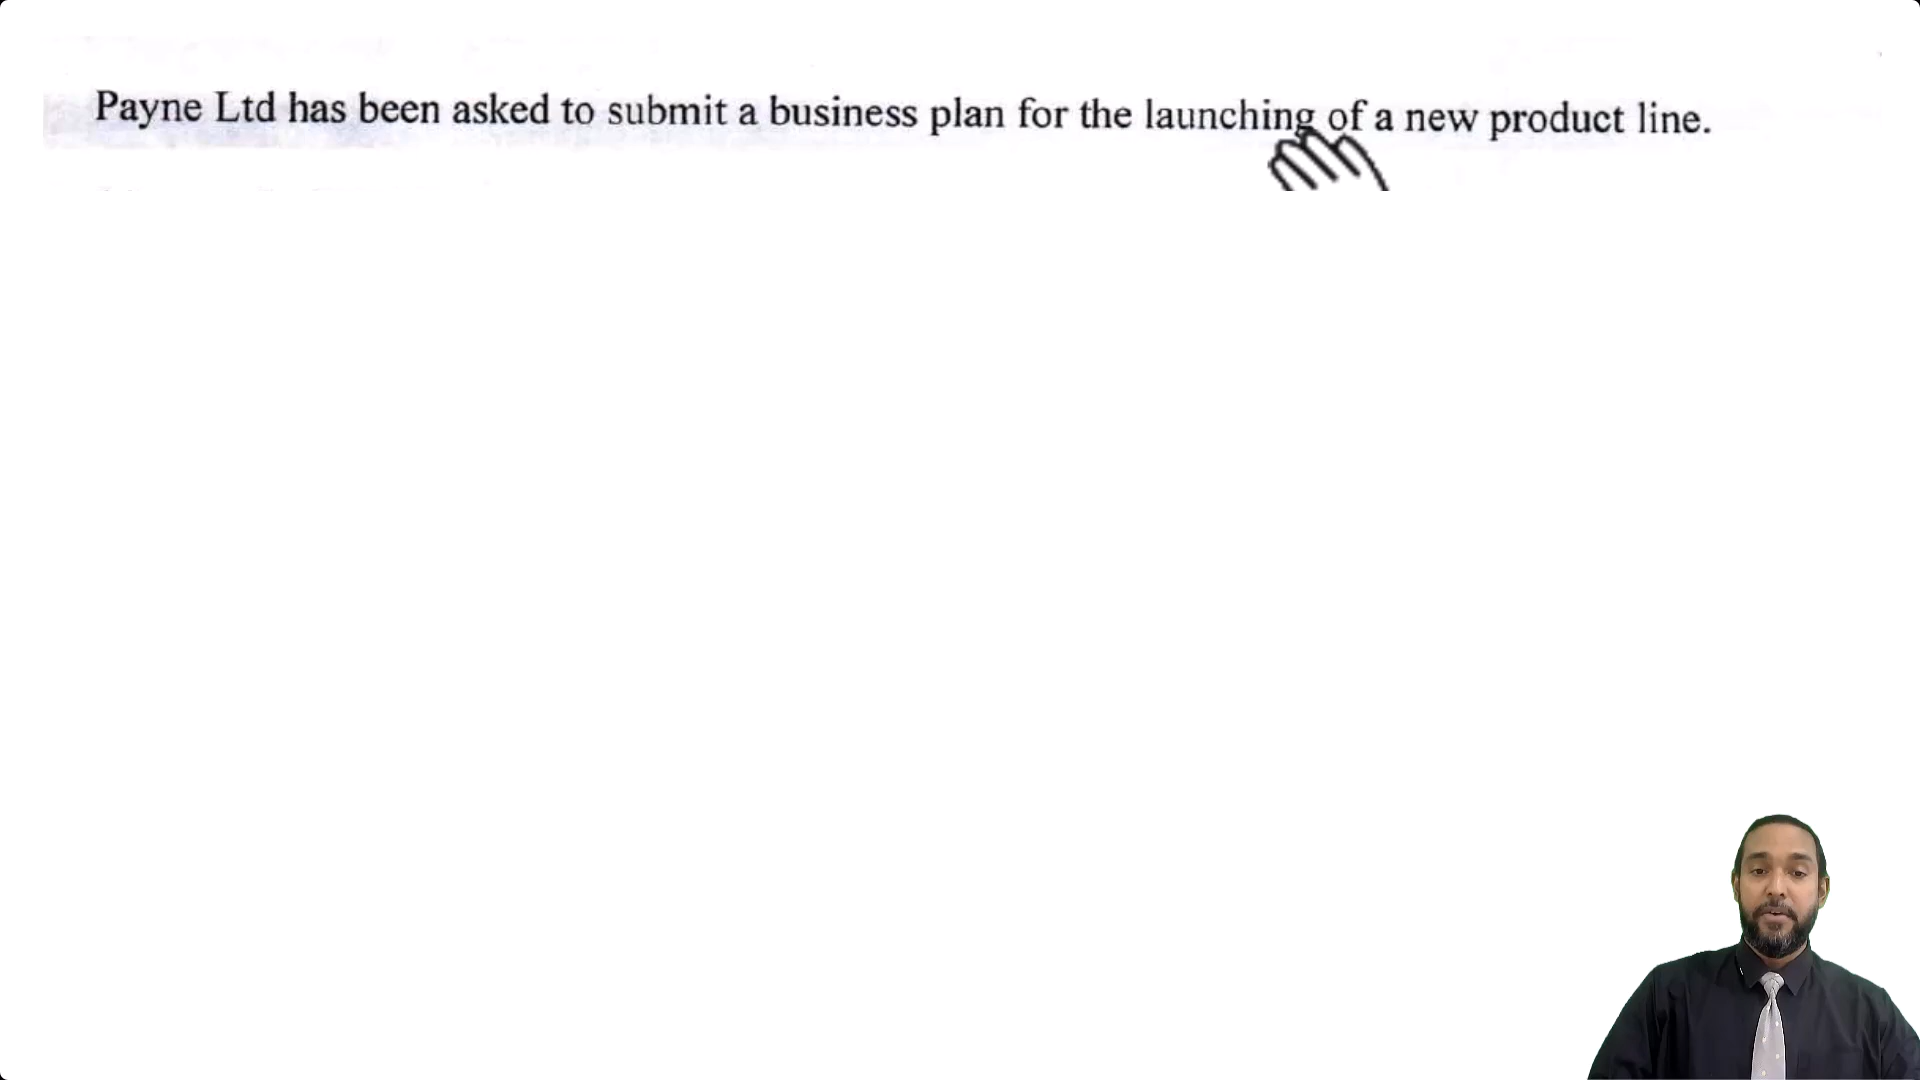 Payne Ltd has been asked to submit a business plan for the launching of a new product line.